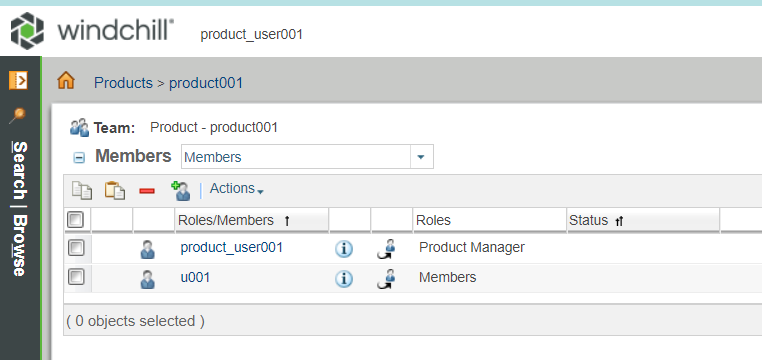 windchill® product_user001
Products > product001
Search | Browse
Team: Product - product001
Members Members
Actions
Roles/Members Roles Status
product_user001 Product Manager
u001 Members
( 0 objects selected )